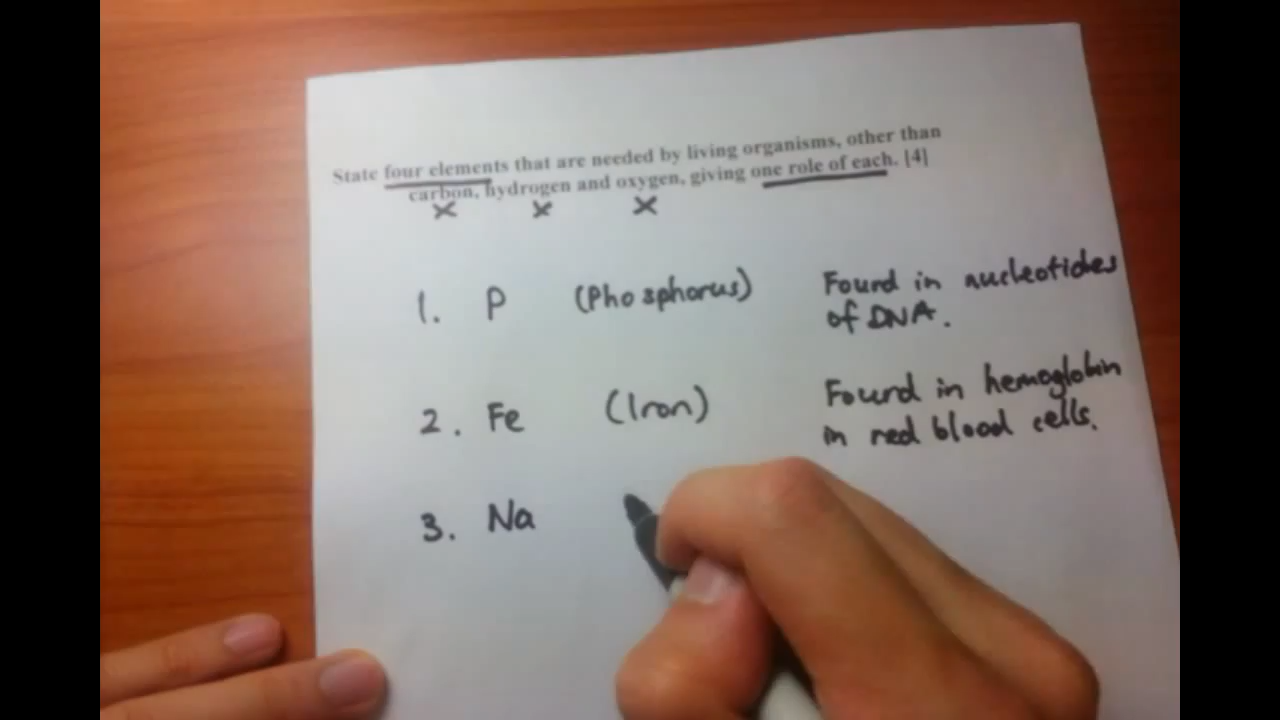 State four elements that are needed by living organisms, other than
carbon, hydrogen and oxygen, giving one role of each. [4]
1. P (Phosphorus) Found in nucleotides
of DNA.
2. Fe (Iron) Found in hemoglobin
in red blood cells.
3. Na